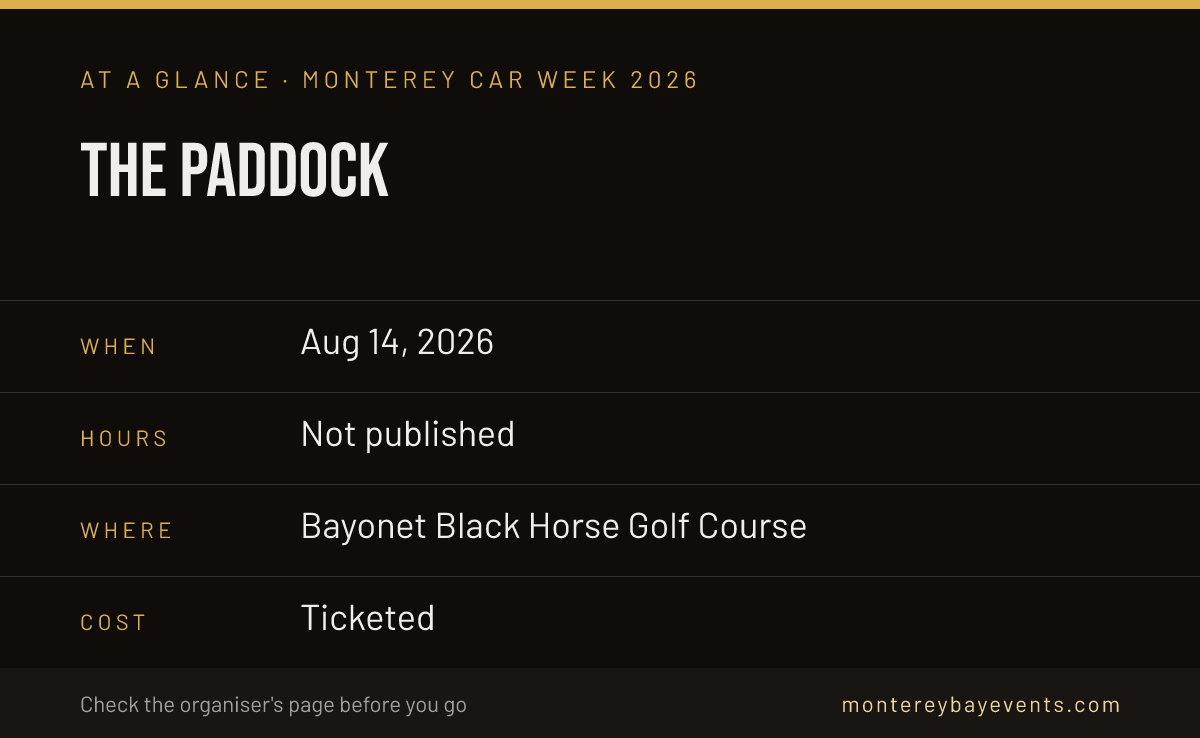 AT A GLANCE · MONTEREY CAR WEEK 2026
THE PADDOCK
WHEN Aug 14, 2026
HOURS Not published
WHERE Bayonet Black Horse Golf Course
COST Ticketed
Check the organiser's page before you go montereybayevents.com